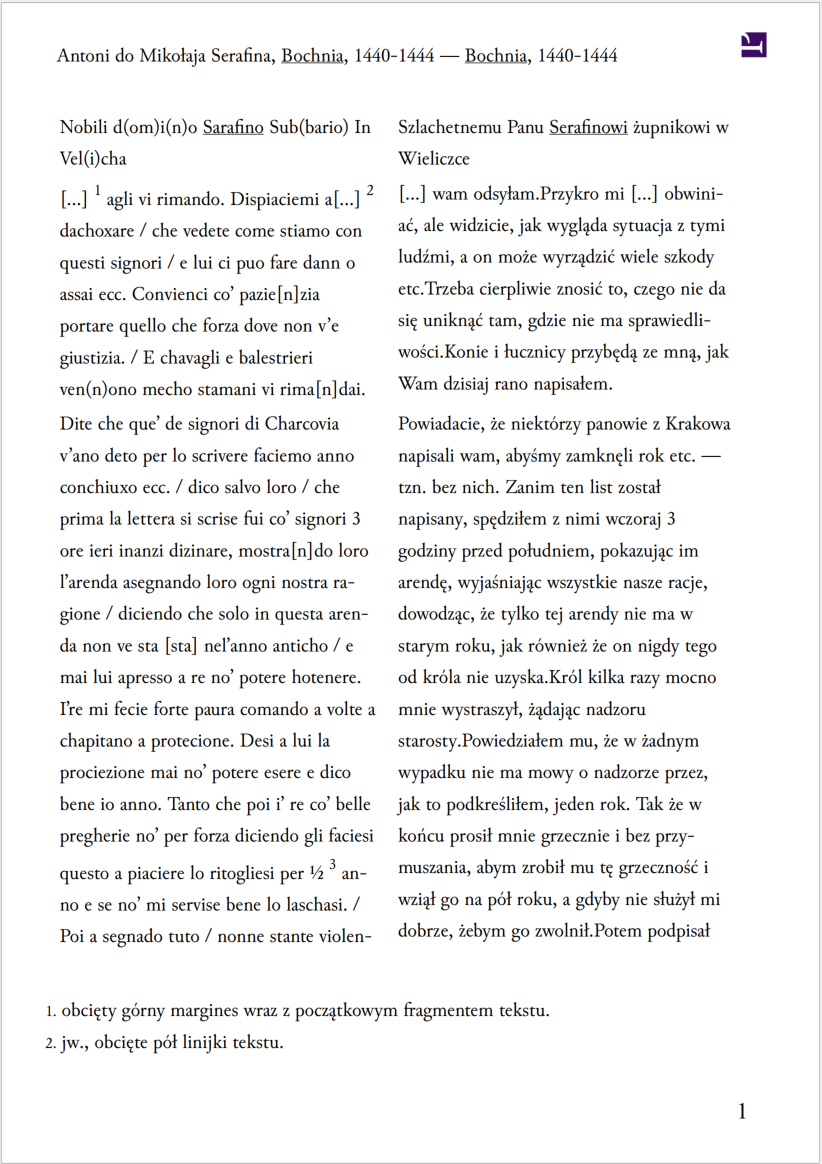 Antoni do Mikołaja Serafina, Bochnia, 1440-1444 — Bochnia, 1440-1444
Nobili d(om)i(n)o Sarafino Sub(bario) In
Vel(i)cha
[...] 1 agli vi rimando. Dispiaciemi a[...] 2
dachoxare / che vedete come stiamo con
questi signori / e lui ci puo fare dann o
assai ecc. Convienci co’ pazie[n]zia
portare quello che forza dove non v’e
giustizia. / E chavagli e balestrieri
ven(n)ono mecho stamani vi rima[n]dai.
Dite che que’ de signori di Charcovia
v’ano deto per lo scrivere faciemo anno
conchiuxo ecc. / dico salvo loro / che
prima la lettera si scrise fui co’ signori 3
ore ieri inanzi dizinare, mostra[n]do loro
l’arenda asegnando loro ogni nostra ra-
gione / diciendo che solo in questa aren-
da non ve sta [sta] nel’anno anticho / e
mai lui apresso a re no’ potere hotenere.
I’re mi fecie forte paura comando a volte a
chapitano a protecione. Desi a lui la
prociezione mai no’ potere esere e dico
bene io anno. Tanto che poi i’ re co’ belle
pregherie no’ per forza diciendo gli faciesi
questo a piaciere lo ritogliesi per ½ 3 an-
no e se no’ mi servise bene lo laschasi. /
Poi a segnado tuto / nonne stante violen-
Szlachetnemu Panu Serafinowi żupnikowi w
Wieliczce
[...] wam odsyłam.Przykro mi [...] obwini-
ać, ale widzicie, jak wygląda sytuacja z tymi
ludźmi, a on może wyrządzić wiele szkody
etc.Trzeba cierpliwie znosić to, czego nie da
się uniknąć tam, gdzie nie ma sprawiedli-
wości.Konie i łucznicy przybędą ze mną, jak
Wam dzisiaj rano napisałem.
Powiadacie, że niektórzy panowie z Krakowa
napisali wam, abyśmy zamknęli rok etc. —
tzn. bez nich. Zanim ten list został
napisany, spędziłem z nimi wczoraj 3
godziny przed południem, pokazując im
arendę, wyjaśniając wszystkie nasze racje,
dowodząc, że tylko tej arendy nie ma w
starym roku, jak również że on nigdy tego
od króla nie uzyska.Król kilka razy mocno
mnie wystraszył, żądając nadzoru
starosty.Powiedziałem mu, że w żadnym
wypadku nie ma mowy o nadzorze przez,
jak to podkreśliłem, jeden rok. Tak że w
końcu prosił mnie grzecznie i bez przy-
muszania, abym zrobił mu tę grzeczność i
wziął go na pół roku, a gdyby nie służył mi
dobrze, żebym go zwolnił.Potem podpisał
1. obcięty górny margines wraz z początkowym fragmentem tekstu.
2. jw., obcięte pół linijki tekstu.
1